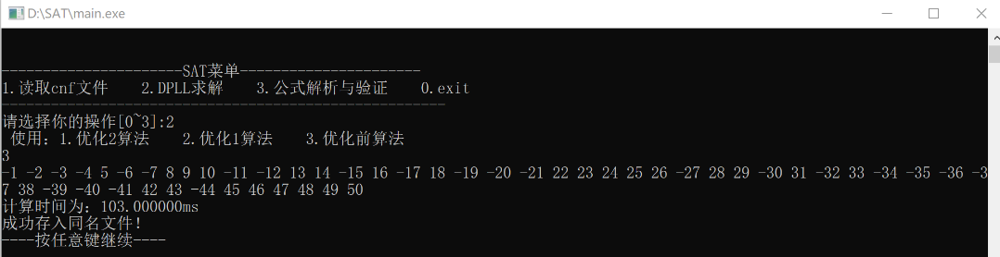 D:\SAT\main.exe
----------------------SAT菜单----------------------
1.读取cnf文件    2.DPLL求解    3.公式解析与验证    0.exit
------------------------------------------------------
请选择你的操作[0~3]:2
 使用：1.优化2算法    2.优化1算法    3.优化前算法
3
-1 -2 -3 -4 5 -6 -7 8 9 10 -11 -12 13 14 -15 16 -17 18 -19 -20 -21 22 23 24 25 26 -27 28 29 -30 31 -32 33 -34 -35 -36 -3
7 38 -39 -40 -41 42 43 -44 45 46 47 48 49 50
计算时间为：103.000000ms
成功存入同名文件！
----按任意键继续----